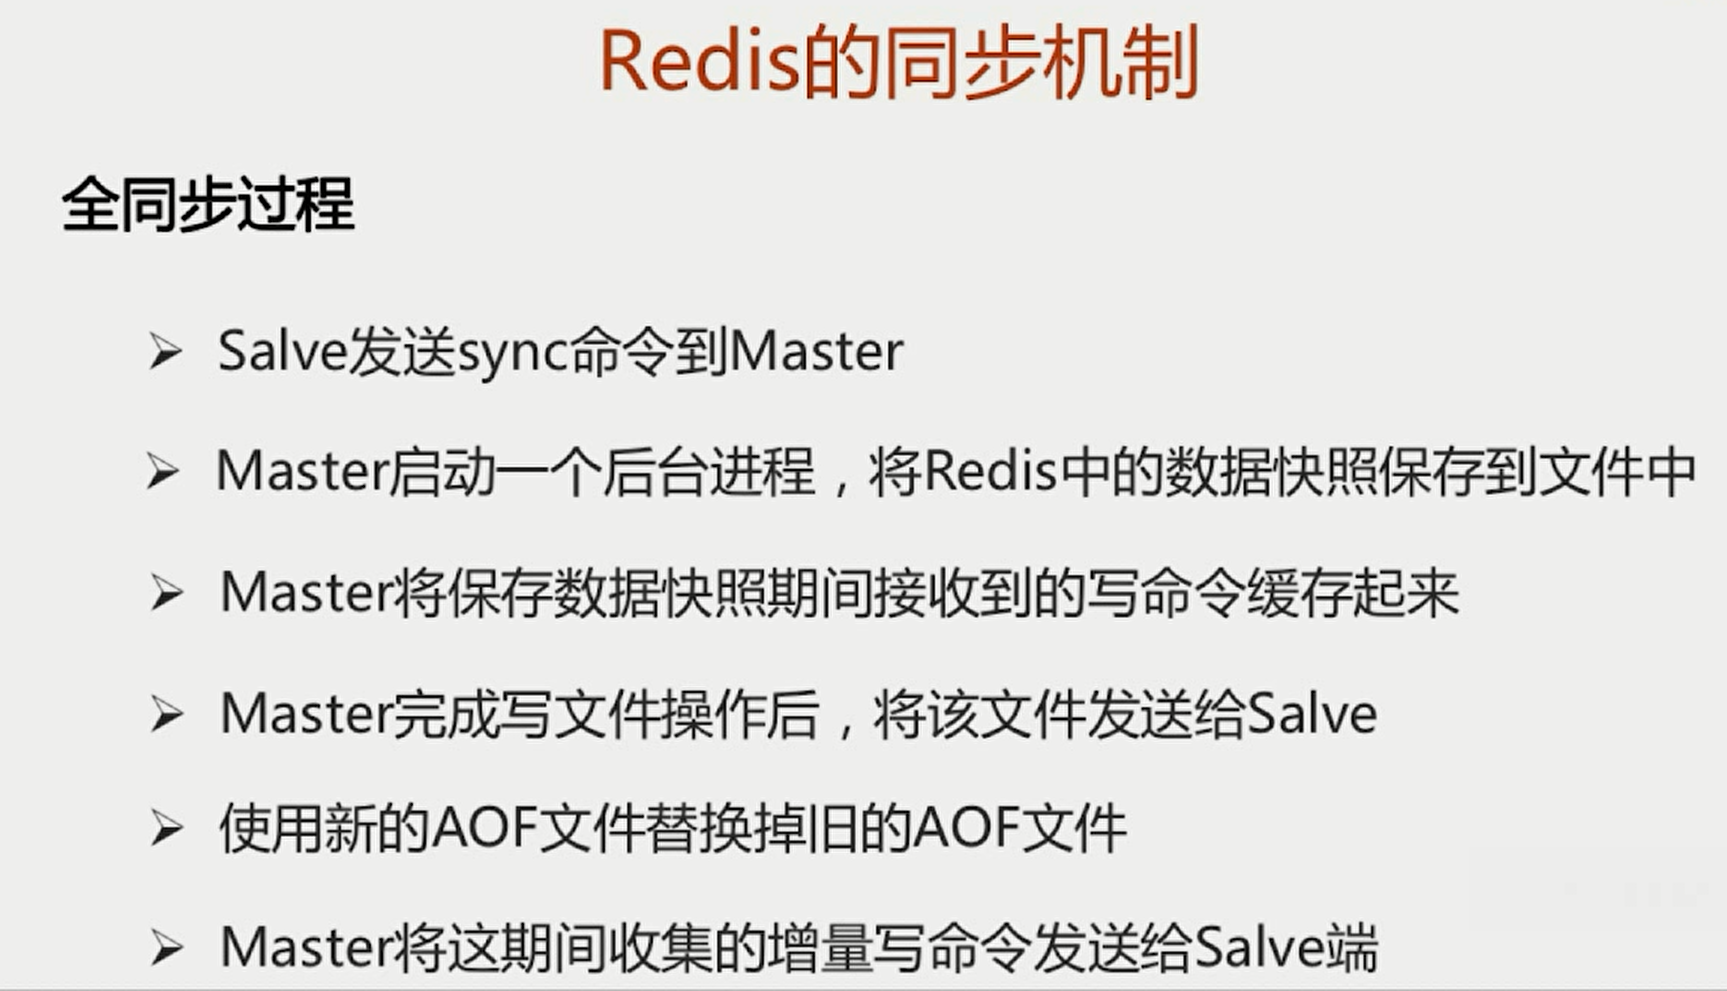 Redis的同步机制
全同步过程
➢ Salve发送sync命令到Master
➢ Master启动一个后台进程，将Redis中的数据快照保存到文件中
➢ Master将保存数据快照期间接收到的写命令缓存起来
➢ Master完成写文件操作后，将该文件发送给Salve
➢ 使用新的AOF文件替换掉旧的AOF文件
➢ Master将这期间收集的增量写命令发送给Salve端